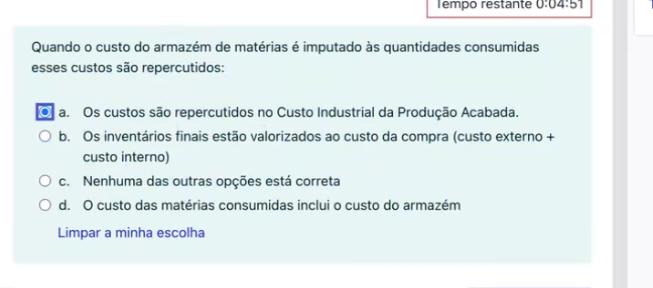 Tempo restante 0:04:51
Quando o custo do armazém de matérias é imputado às quantidades consumidas
esses custos são repercutidos:
a. Os custos são repercutidos no Custo Industrial da Produção Acabada.
b. Os inventários finais estão valorizados ao custo da compra (custo externo +
custo interno)
c. Nenhuma das outras opções está correta
d. O custo das matérias consumidas inclui o custo do armazém
Limpar a minha escolha